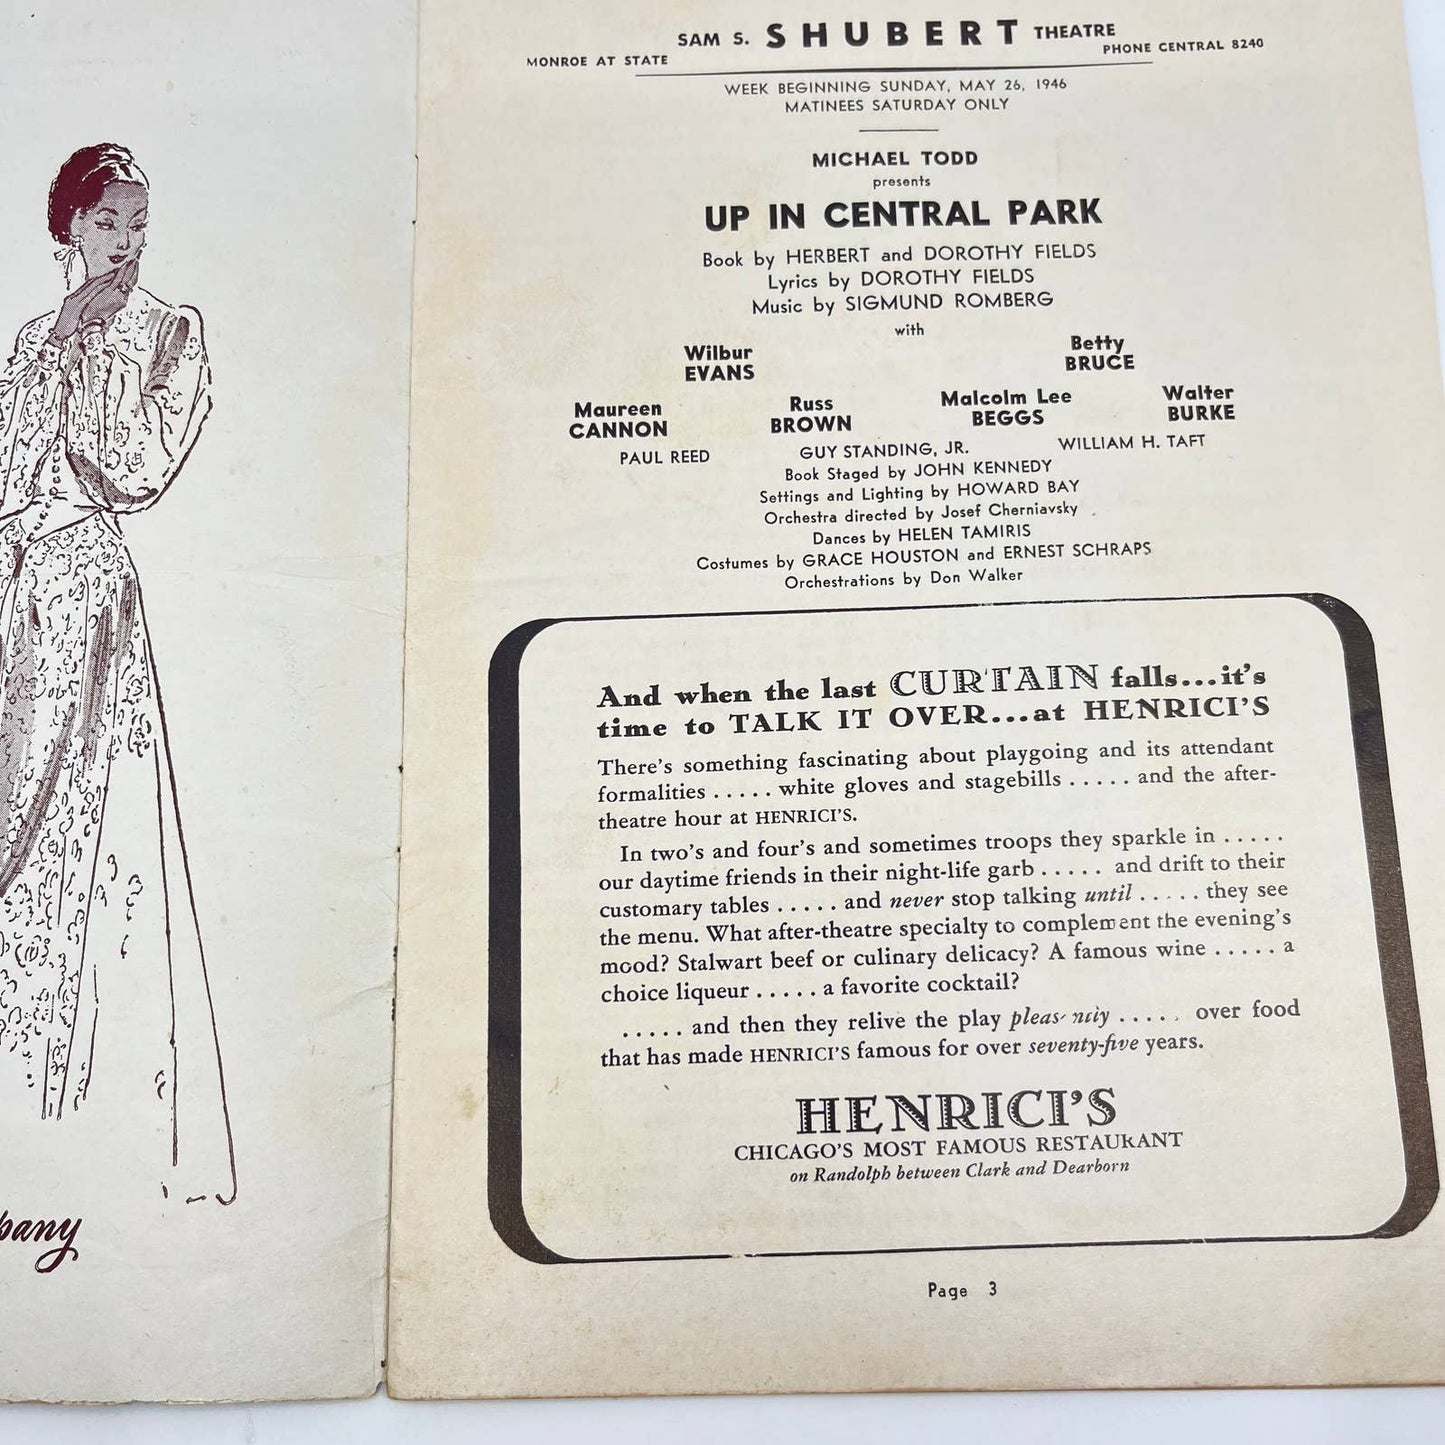 pany
SAM S. SHUBERT THEATRE
MONROE AT STATE
PHONE CENTRAL 8240
WEEK BEGINNING SUNDAY, MAY 26, 1946
MATINEES SATURDAY ONLY
MICHAEL TODD
presents
UP IN CENTRAL PARK
Book by HERBERT and DOROTHY FIELDS
Lyrics by DOROTHY FIELDS
Music by SIGMUND ROMBERG
with
Wilbur EVANS
Betty BRUCE
Maureen CANNON
Russ BROWN
Malcolm Lee BEGGS
Walter BURKE
PAUL REED
GUY STANDING, JR.
WILLIAM H. TAFT
Book Staged by JOHN KENNEDY
Settings and Lighting by HOWARD BAY
Orchestra directed by Josef Cherniavsky
Dances by HELEN TAMIRIS
Costumes by GRACE HOUSTON and ERNEST SCHRAPS
Orchestrations by Don Walker
And when the last CURTAIN falls...it's
time to TALK IT OVER...at HENRICI'S
There's something fascinating about playgoing and its attendant
formalities ..... white gloves and stagebills ..... and the after-
theatre hour at HENRICI'S.
In two's and four's and sometimes troops they sparkle in .....
our daytime friends in their night-life garb ..... and drift to their
customary tables ..... and never stop talking until ..... they see
the menu. What after-theatre specialty to complement the evening's
mood? Stalwart beef or culinary delicacy? A famous wine ..... a
choice liqueur ..... a favorite cocktail?
..... and then they relive the play pleasantly ..... over food
that has made HENRICI'S famous for over seventy-five years.
HENRICI'S
CHICAGO'S MOST FAMOUS RESTAURANT
on Randolph between Clark and Dearborn
Page 3